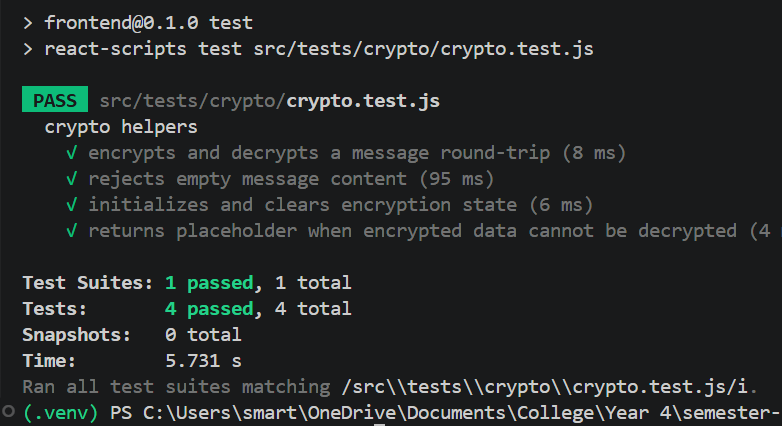 > frontend@0.1.0 test
> react-scripts test src/tests/crypto/crypto.test.js
PASS src/tests/crypto/crypto.test.js
crypto helpers
√ encrypts and decrypts a message round-trip (8 ms)
√ rejects empty message content (95 ms)
√ initializes and clears encryption state (6 ms)
√ returns placeholder when encrypted data cannot be decrypted (4
Test Suites: 1 passed, 1 total
Tests: 4 passed, 4 total
Snapshots: 0 total
Time: 5.731 s
Ran all test suites matching /src\\tests\\crypto\\crypto.test.js/i.
(.venv) PS C:\Users\smart\OneDrive\Documents\College\Year 4\semester-